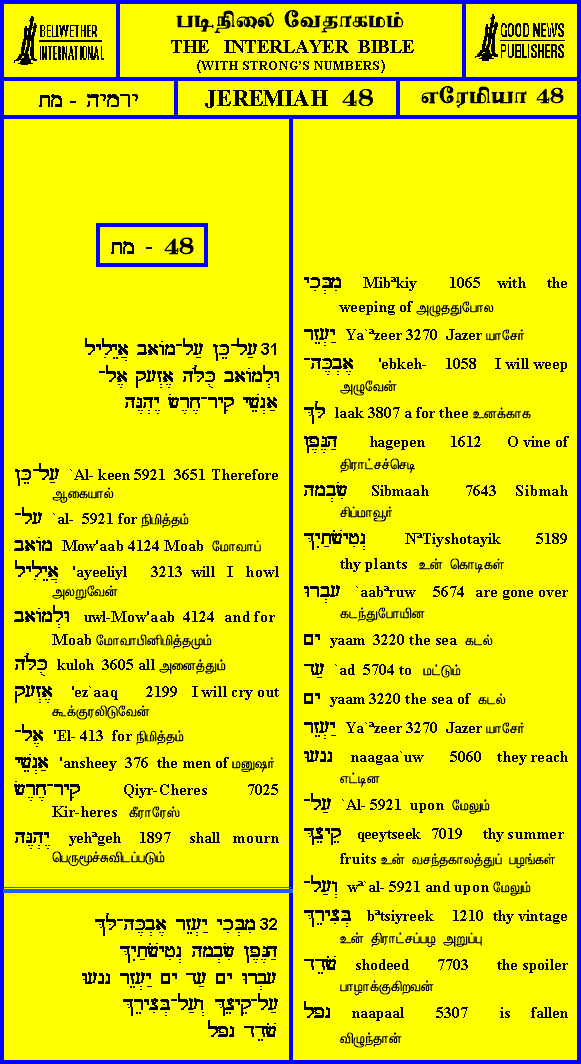 BELLWETHER
INTERNATIONAL
படிநிலை வேதாகமம்
THE INTERLAYER BIBLE
(WITH STRONG'S NUMBERS)
GOOD NEWS
PUBLISHERS
ירמיה - מח
JEREMIAH 48
எரேமியா 48
מח - 48
31 עַל־כֵּן עַל־מוֹאָב אֲיֵלִיל
וּלְמוֹאָב כֻּלֹּה אֶזְעָק אֶל־
אַנְשֵׁי קִיר־חֶרֶשׂ יֶהְגֶּה
עַל־כֵּן `Al- keen 5921 3651 Therefore
ஆகையால்
עַל־ `al- 5921 for நிமித்தம்
מוֹאָב Mow'aab 4124 Moab மோவாப்
אֲיֵלִיל 'ayeeliyl 3213 will I howl
அலறுவேன்
וּלְמוֹאָב uwl-Mow'aab 4124 and for
Moab மோவாபினிமித்தமும்
כֻּלֹּה kuloh 3605 all அனைத்தும்
אֶזְעָק 'ez`aaq 2199 I will cry out
கூக்குரலிடுவேன்
אֶל־ 'El- 413 for நிமித்தம்
אַנְשֵׁי 'ansheey 376 the men of மனுஷர்
קִיר־חֶרֶשׂ Qiyr-Cheres 7025
Kir-heres கீராரேஸ்
יֶהְגֶּה yehªgeh 1897 shall mourn
பெருமூச்சுவிடப்படும்
32 מִבְּכִי יַעְזֵר אֶבְכֶּה־לָּךְ
הַגֶּפֶן שִׂבְמָה נְטִישֹׁתַיִךְ
עָבְרוּ יָם עַד יָם יַעְזֵר נָגָעוּ
עַל־קֵיצֵךְ וְעַל־בְּצִירֵךְ
שֹׁדֵד נָפָל
מִבְּכִי Mibªkiy 1065 with the
weeping of அழுததுபோல
יַעְזֵר Ya`ªzeer 3270 Jazer யாசேர்
אֶבְכֶּה־ 'ebkeh- 1058 I will weep
அழுவேன்
לָּךְ laak 3807 a for thee உனக்காக
הַגֶּפֶן hagepen 1612 O vine of
திராட்சச்செடி
שִׂבְמָה Sibmaah 7643 Sibmah
சிப்மாவூர்
נְטִישֹׁתַיִךְ NªTiyshotayik 5189
thy plants உன் கொடிகள்
עָבְרוּ `aabªruw 5674 are gone over
கடந்துபோயின
יָם yaam 3220 the sea கடல்
עַד `ad 5704 to மட்டும்
יָם yaam 3220 the sea of கடல்
יַעְזֵר Ya`ªzeer 3270 Jazer யாசேர்
נָגָעוּ naagaa`uw 5060 they reach
எட்டின
עַל־ `Al- 5921 upon மேலும்
קֵיצֵךְ qeeytseek 7019 thy summer
fruits உன் வசந்தகாலத்துப் பழங்கள்
וְעַל־ wª`al- 5921 and upon மேலும்
בְּצִירֵךְ bªtsiyreek 1210 thy vintage
உன் திராட்சப்பழ அறுப்பு
שֹׁדֵד shodeed 7703 the spoiler
பாழாக்குகிறவன்
נָפָל naapaal 5307 is fallen
விழுந்தான்